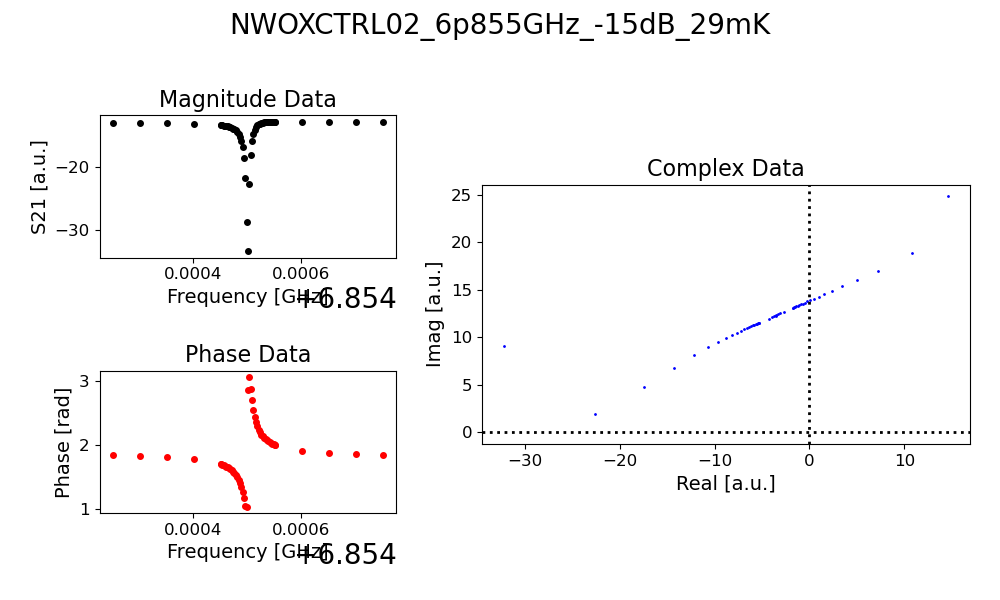 NWOXCTRL02_6p855GHz_-15dB_29mK
Magnitude Data
S21 [a.u.]
−20
−30
0.0004 0.0006
Frequency [GHz]
+6.854
Phase Data
Phase [rad]
3
2
1
0.0004 0.0006
Frequency [GHz]
+6.854
Complex Data
Imag [a.u.]
25
20
15
10
5
0
−30 −20 −10 0 10
Real [a.u.]